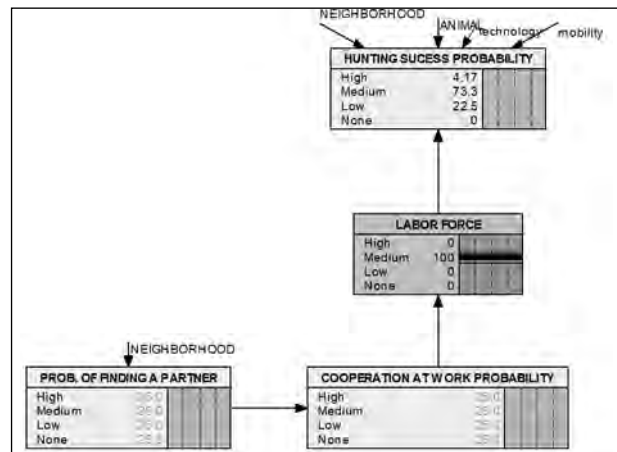 NEIGHBORHOOD
ANIMAL
technology
mobility
HUNTING SUCESS PROBABILITY
High 4.17
Medium 73.3
Low 22.5
None 0
LABOR FORCE
High 0
Medium 100
Low 0
None 0
NEIGHBORHOOD
PROB. OF FINDING A PARTNER
High
Medium
Low
None
COOPERATION AT WORK PROBABILITY
High
Medium
Low
None